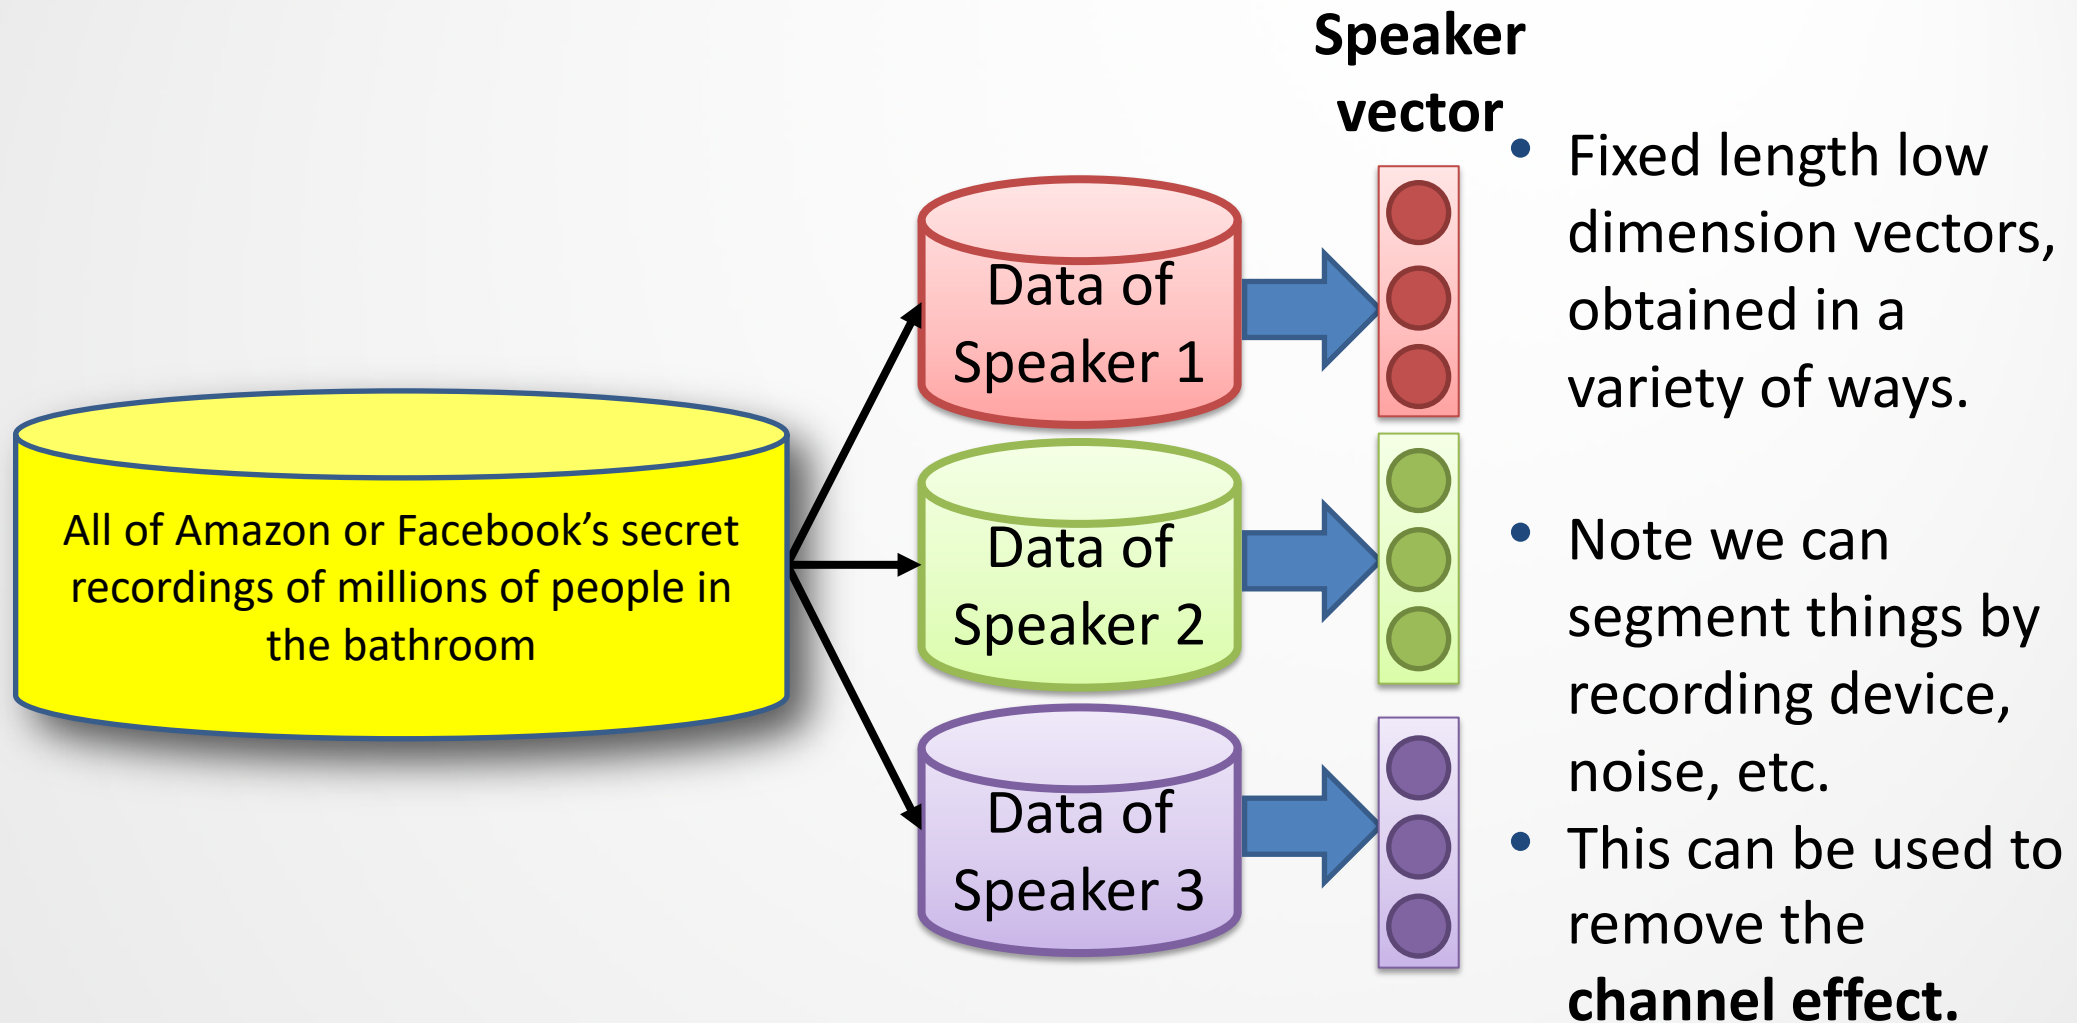 Speaker
vector
All of Amazon or Facebook’s secret
recordings of millions of people in
the bathroom
Data of
Speaker 1
Data of
Speaker 2
Data of
Speaker 3
• Fixed length low
dimension vectors,
obtained in a
variety of ways.
• Note we can
segment things by
recording device,
noise, etc.
• This can be used to
remove the
channel effect.